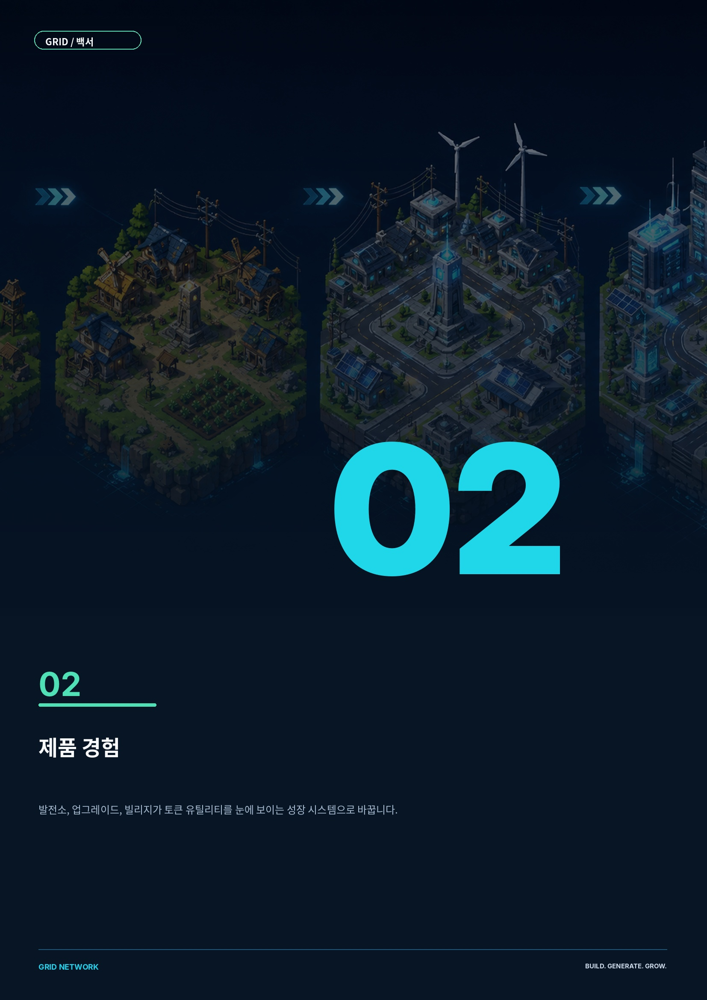 GRID / 백서
02
02
제품 경험
발전소, 업그레이드, 빌리지가 토큰 유틸리티를 눈에 보이는 성장 시스템으로 바꿉니다.
GRID NETWORK
BUILD. GENERATE. GROW.